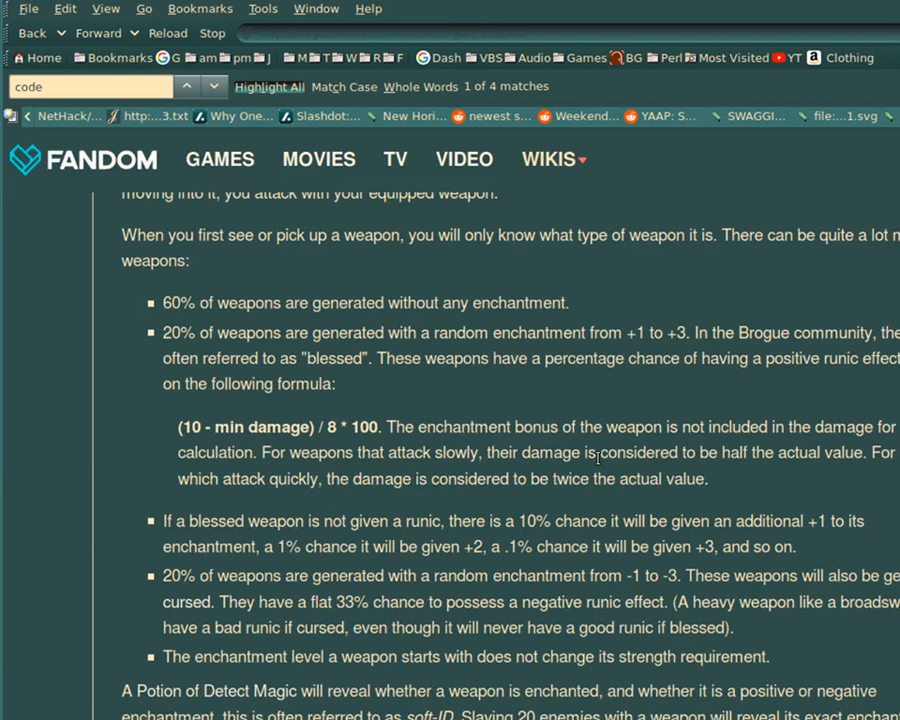 File Edit View Go Bookmarks Tools Window Help
Back Forward Reload Stop
Home Bookmarks G am pm J M T W R F Dash VBS Audio Games BG Perl Most Visited YT a Clothing
code Highlight All Match Case Whole Words 1 of 4 matches
NetHack/... http:...3.txt Why One... Slashdot:... New Hori... newest s... Weekend... YAAP: S... SWAGGI... file:...1.svg
FANDOM GAMES MOVIES TV VIDEO WIKIS
moving into it, you attack with your equipped weapon.
When you first see or pick up a weapon, you will only know what type of weapon it is. There can be quite a lot
weapons:
60% of weapons are generated without any enchantment.
20% of weapons are generated with a random enchantment from +1 to +3. In the Brogue community, the
often referred to as "blessed". These weapons have a percentage chance of having a positive runic effect
on the following formula:
(10 - min damage) / 8 * 100. The enchantment bonus of the weapon is not included in the damage for
calculation. For weapons that attack slowly, their damage is considered to be half the actual value. For
which attack quickly, the damage is considered to be twice the actual value.
If a blessed weapon is not given a runic, there is a 10% chance it will be given an additional +1 to its
enchantment, a 1% chance it will be given +2, a .1% chance it will be given +3, and so on.
20% of weapons are generated with a random enchantment from -1 to -3. These weapons will also be ge
cursed. They have a flat 33% chance to possess a negative runic effect. (A heavy weapon like a broadsw
have a bad runic if cursed, even though it will never have a good runic if blessed).
The enchantment level a weapon starts with does not change its strength requirement.
A Potion of Detect Magic will reveal whether a weapon is enchanted, and whether it is a positive or negative
enchantment, this is often referred to as soft-ID. Slaying 20 enemies with a weapon will reveal its exact enchan